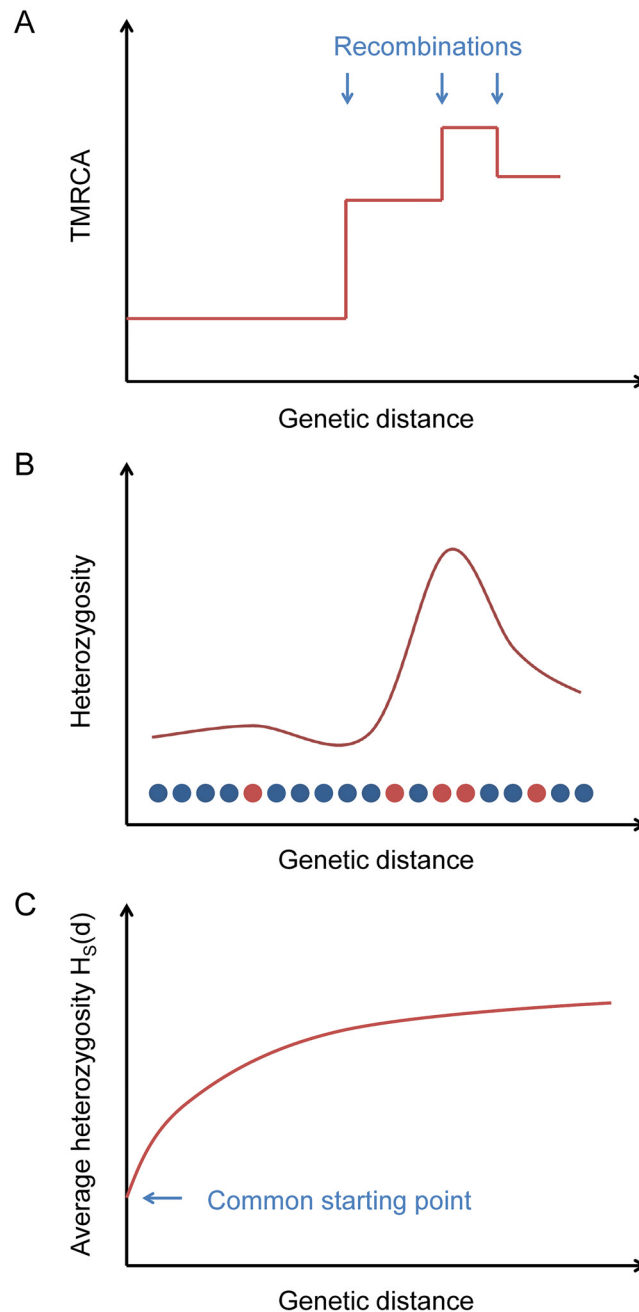 A
Recombinations
TMRCA
Genetic distance
B
Heterozygosity
Genetic distance
C
Average heterozygosity H_S(d)
Common starting point
Genetic distance